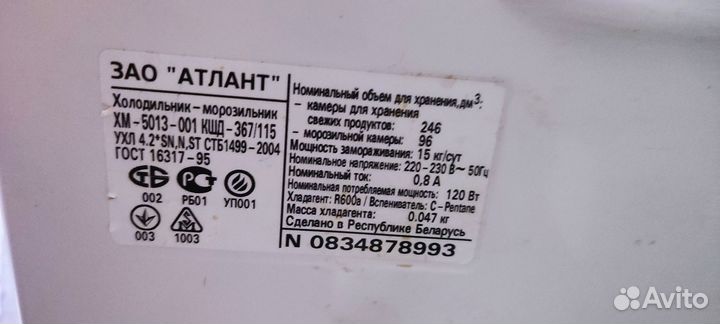 ЗАО "АТЛАНТ"
Холодильник – морозильник
ХМ – 5013 – 001 КШД – 367/115
УХЛ 4.2*SN,N,ST СТБ1499 – 2004
ГОСТ 16317 – 95
002 РБ01 УП001
003 1003
Номинальный объем для хранения,дм³:
– камеры для хранения
свежих продуктов: 246
– морозильной камеры: 96
Мощность замораживания: 15 кг/сут
Номинальное напряжение: 220 – 230 В ~ 50Гц
Номинальный ток: 0,8 А
Номинальная потребляемая мощность: 120 Вт
Хладагент: R600a / Вспениватель: C – Pentane
Масса хладагента: 0.047 кг
Сделано в Республике Беларусь
N 0834878993
Avito